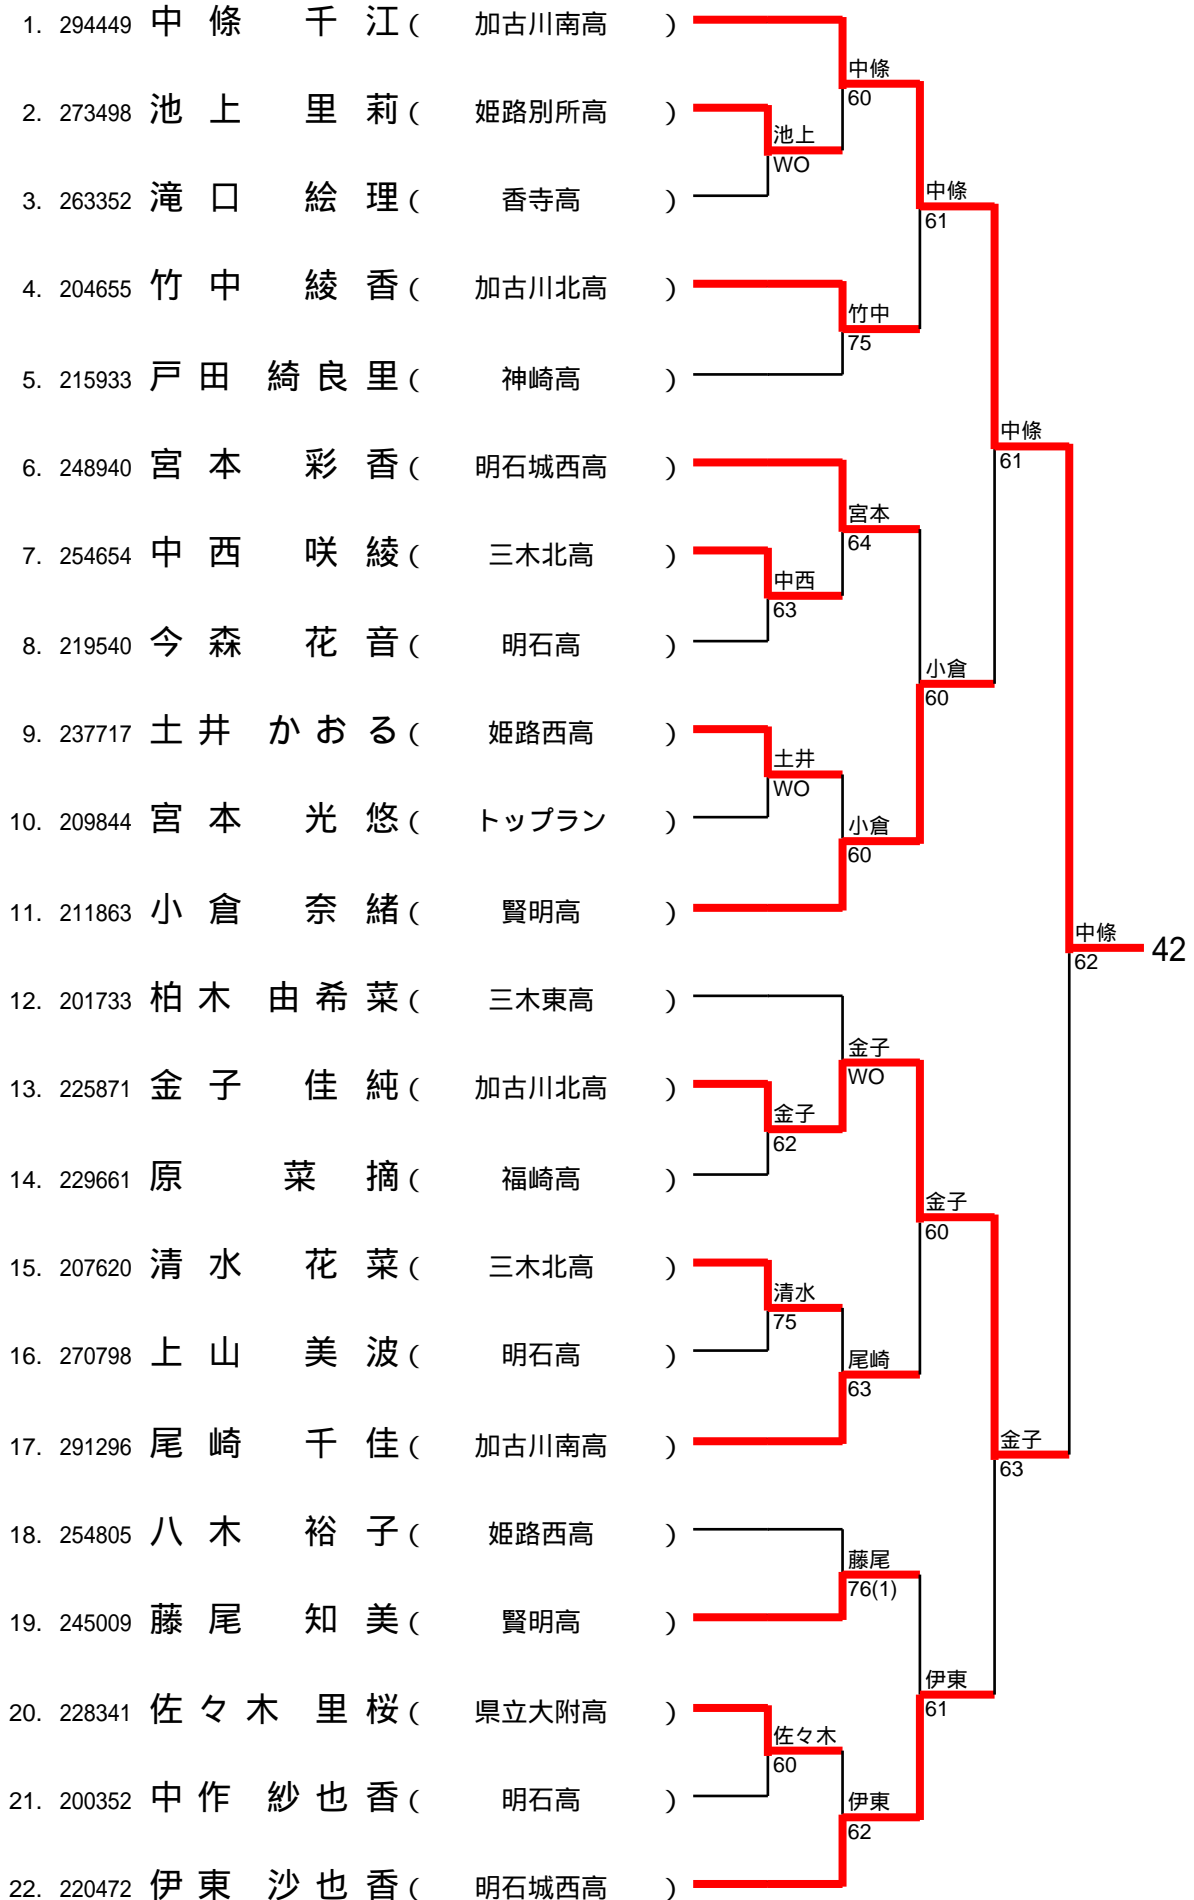 1. 294449 中條 千江 ( 加古川南高 )
中條
60
2. 273498 池上 里莉 ( 姫路別所高 )
池上
WO
3. 263352 滝口 絵理 ( 香寺高 )
中條
61
4. 204655 竹中 綾香 ( 加古川北高 )
竹中
75
5. 215933 戸田 綺良里 ( 神崎高 )
中條
61
6. 248940 宮本 彩香 ( 明石城西高 )
宮本
64
7. 254654 中西 咲綾 ( 三木北高 )
中西
63
8. 219540 今森 花音 ( 明石高 )
小倉
60
9. 237717 土井 かおる ( 姫路西高 )
土井
WO
10. 209844 宮本 光悠 ( トップラン )
小倉
60
11. 211863 小倉 奈緒 ( 賢明高 )
中條
62
42
12. 201733 柏木 由希菜 ( 三木東高 )
金子
WO
13. 225871 金子 佳純 ( 加古川北高 )
金子
62
14. 229661 原 菜摘 ( 福崎高 )
金子
60
15. 207620 清水 花菜 ( 三木北高 )
清水
75
16. 270798 上山 美波 ( 明石高 )
尾崎
63
17. 291296 尾崎 千佳 ( 加古川南高 )
金子
63
18. 254805 八木 裕子 ( 姫路西高 )
藤尾
76(1)
19. 245009 藤尾 知美 ( 賢明高 )
伊東
61
20. 228341 佐々木 里桜 ( 県立大附高 )
佐々木
60
21. 200352 中作 紗也香 ( 明石高 )
伊東
62
22. 220472 伊東 沙也香 ( 明石城西高 )